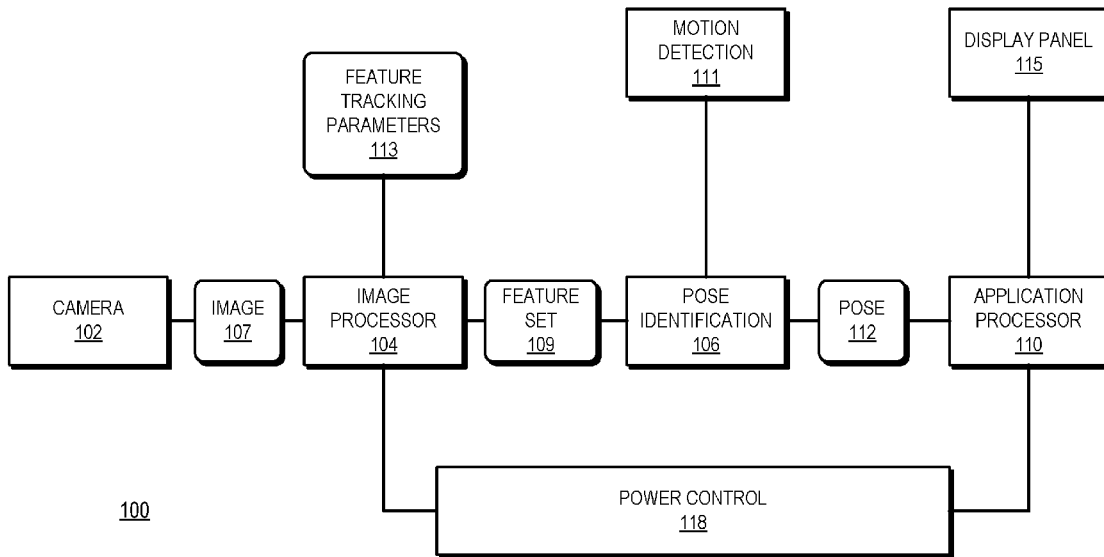 MOTION
DETECTION
111
DISPLAY PANEL
115
FEATURE
TRACKING
PARAMETERS
113
CAMERA
102
IMAGE
107
IMAGE
PROCESSOR
104
FEATURE
SET
109
POSE
IDENTIFICATION
106
POSE
112
APPLICATION
PROCESSOR
110
POWER CONTROL
118
100